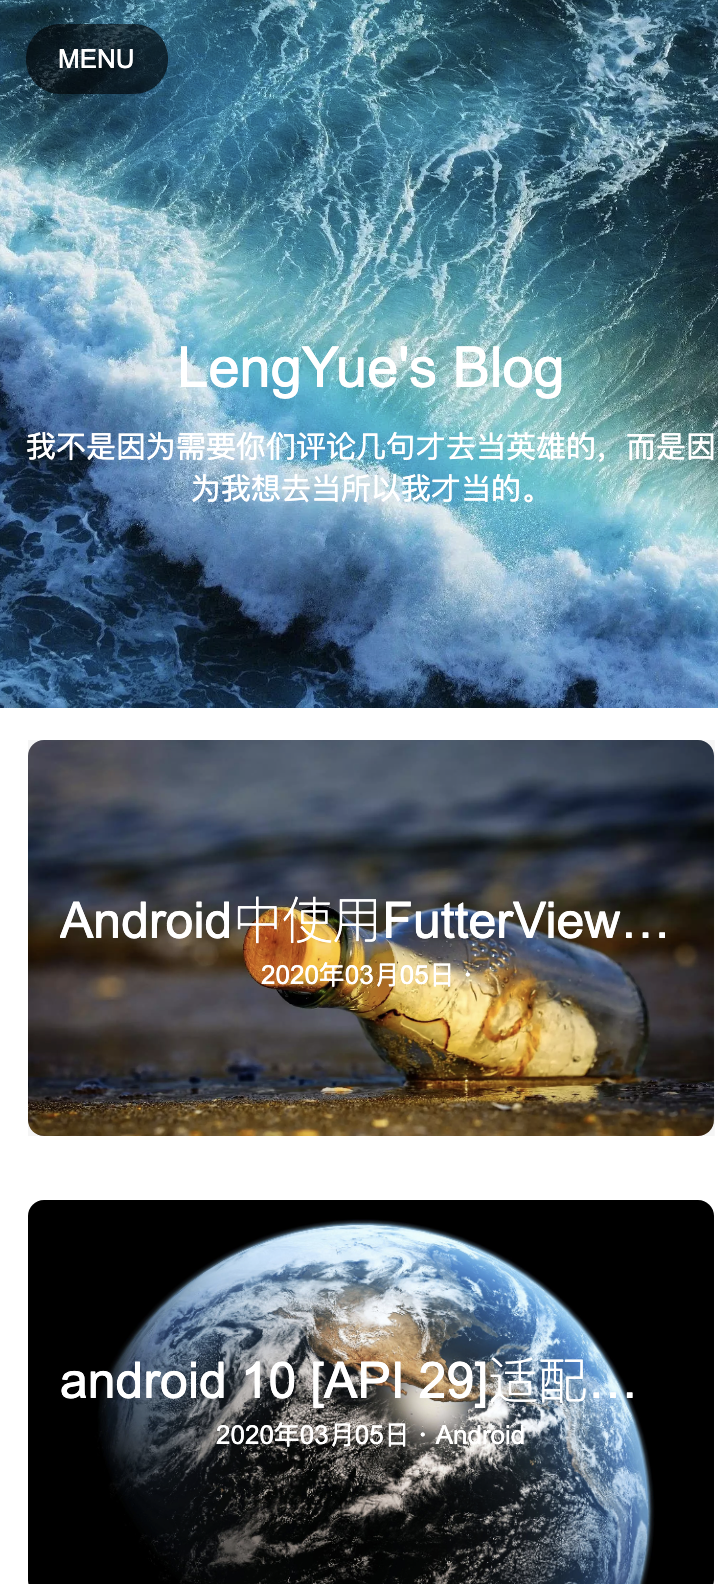 MENU
LengYue's Blog
我不是因为需要你们评论几句才去当英雄的，而是因
为我想去当所以我才当的。
Android中使用FutterView…
2020年03月05日 ·
android 10 [API 29]适配…
2020年03月05日 · Android